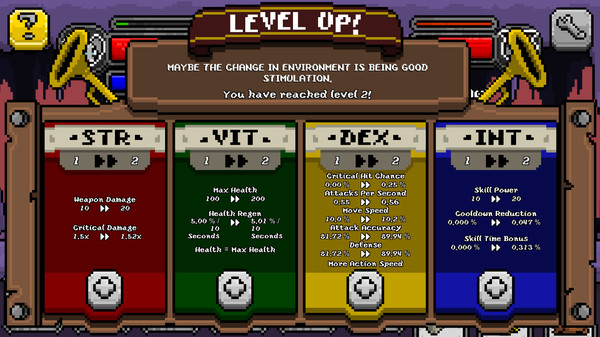 ?
LEVEL UP!
MAYBE THE CHANGE IN ENVIRONMENT IS BEING GOOD
STIMULATION.
You have reached level 2!
STR
1 2
Weapon Damage
10 20
Critical Damage
1,5x 1,52x
VIT
1 2
Max Health
100 200
Health Regen
5,00 % / 5,01 % /
10 10
Seconds Seconds
Health = Max Health
DEX
1 2
Critical Hit Chance
0,00 % 0,25 %
Attacks Per Second
0,55 0,56
Move Speed
10,0 % 10,2 %
Attack Accuracy
81,72 % 89,94 %
Defense
81,72 % 89,94 %
More Action Speed
INT
1 2
Skill Power
10 20
Cooldown Reduction
0,000 % 0,047 %
Skill Time Bonus
0,000 % 0,313 %